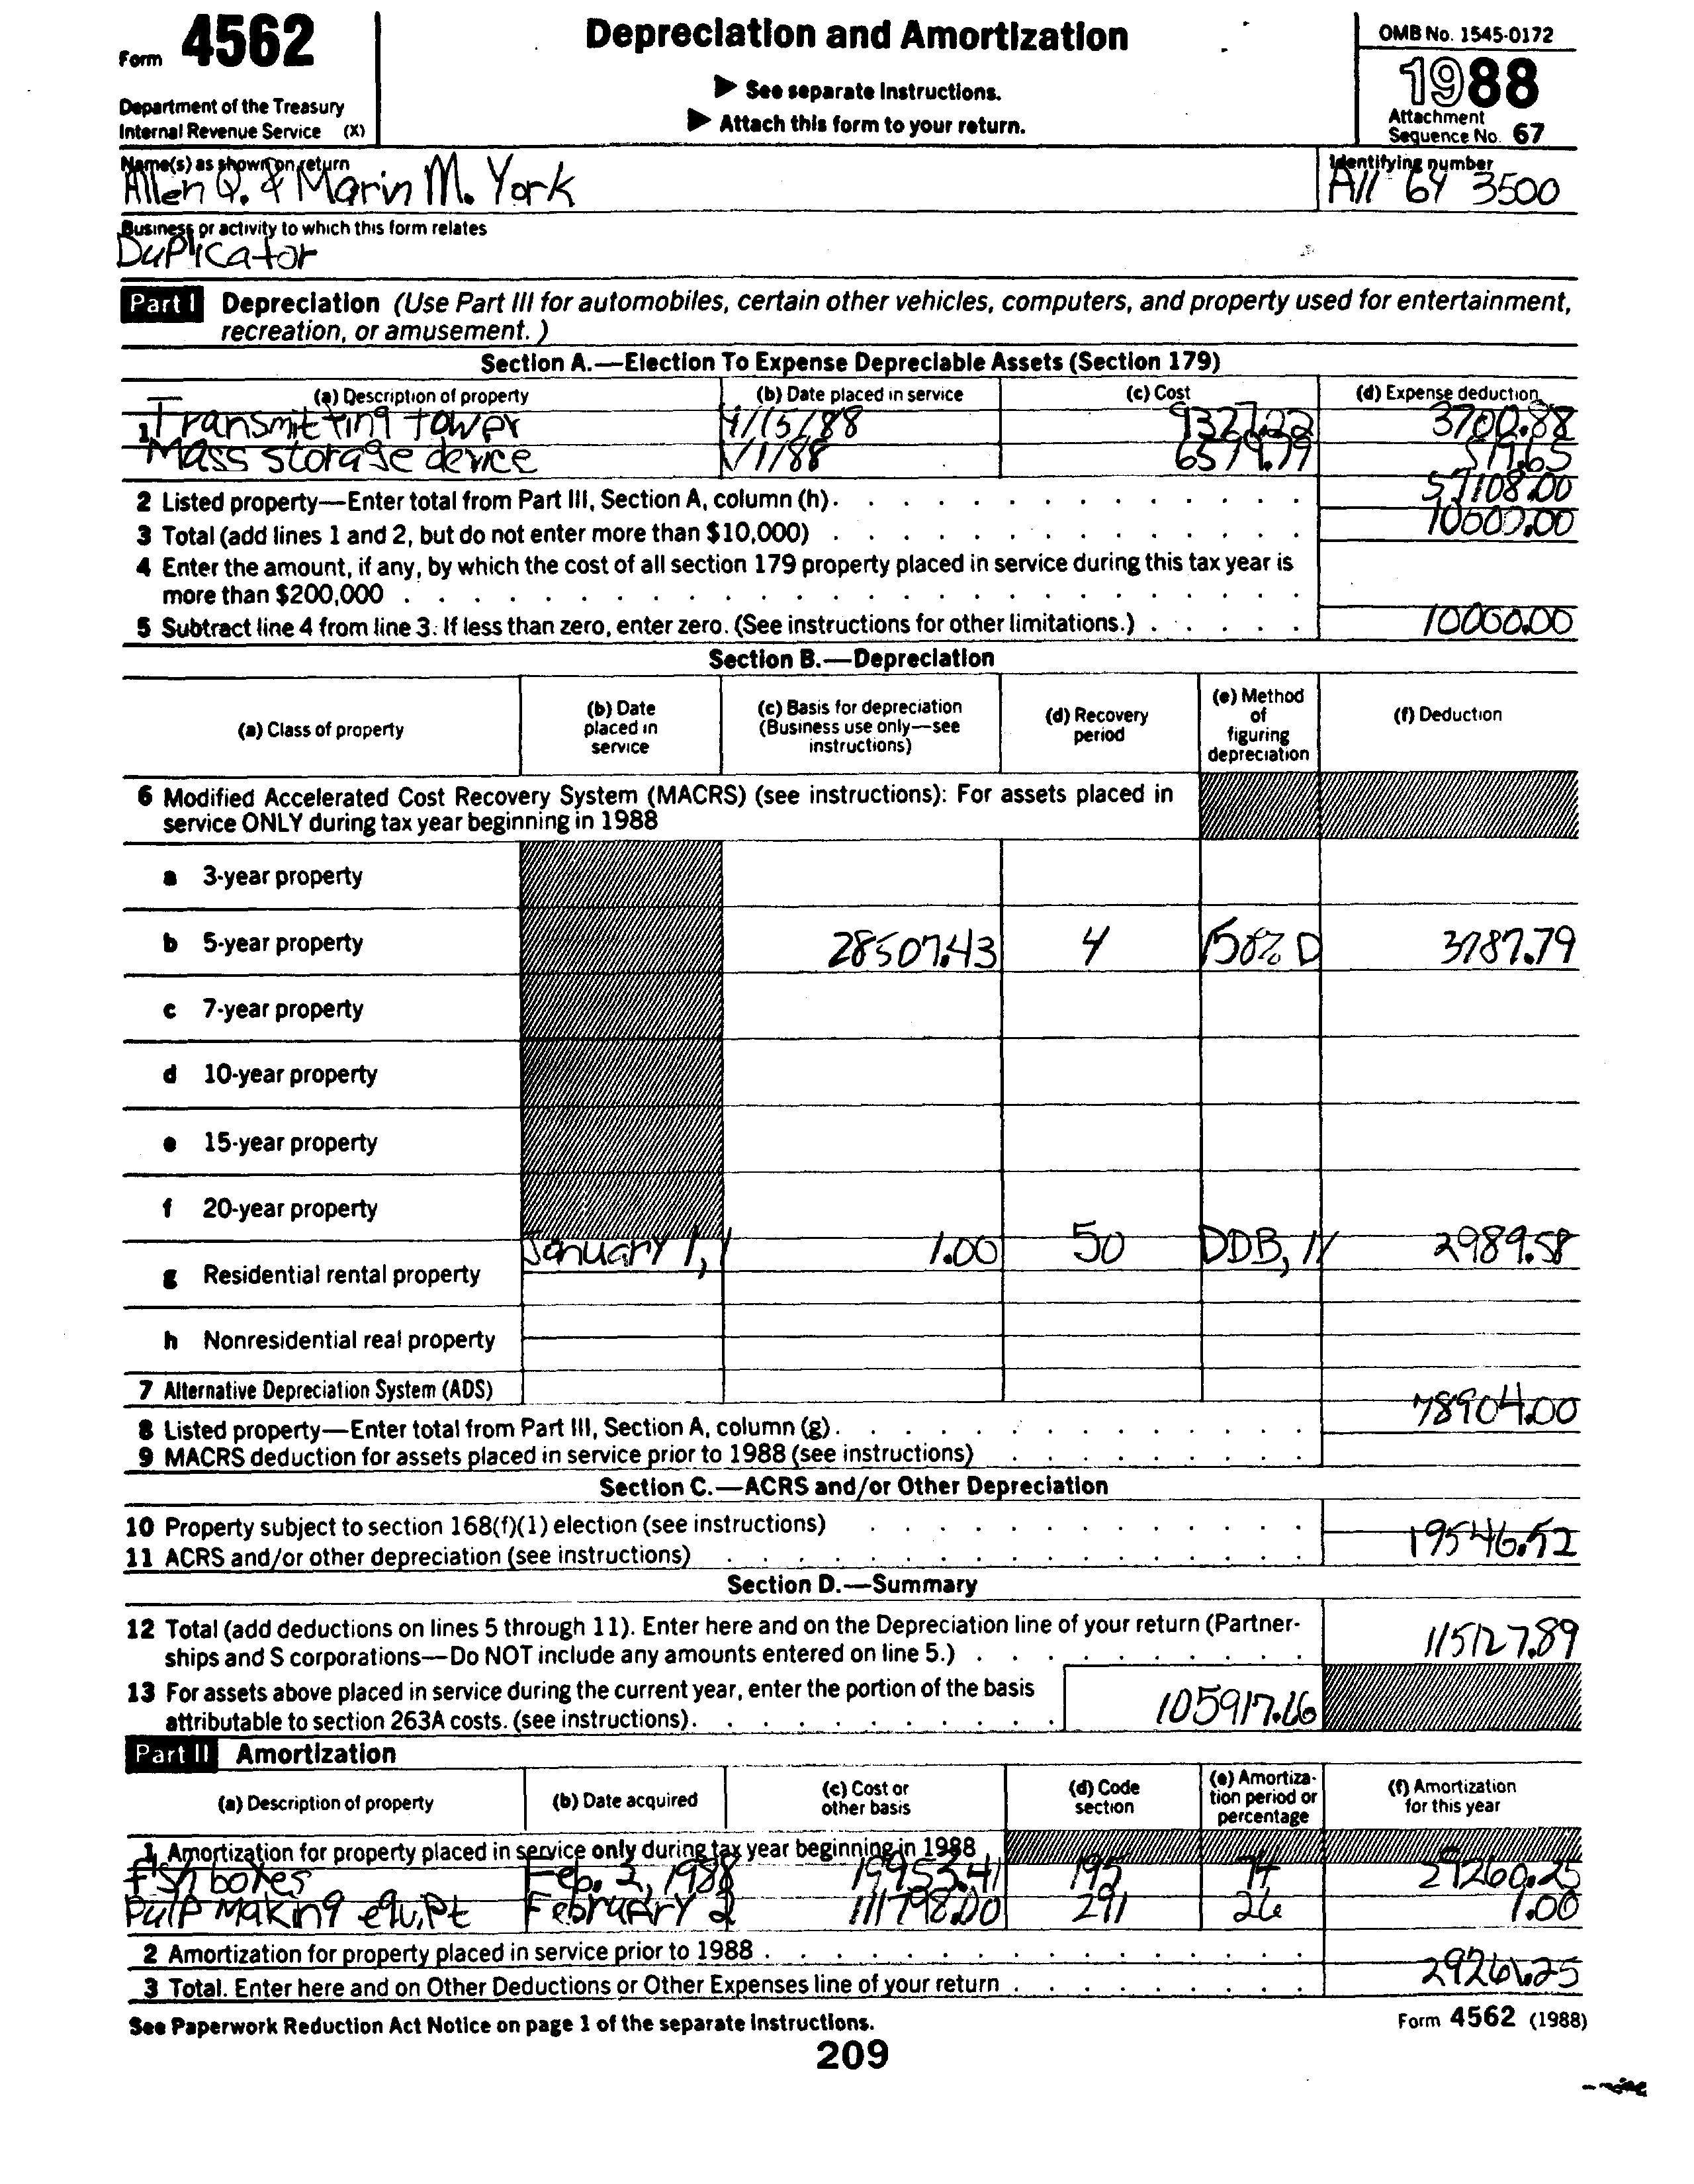 Form 4562
Depreciation and Amortization
OMB No. 1545-0172
1988
▶ See separate instructions.
▶ Attach this form to your return.
Department of the Treasury
Internal Revenue Service (X)
Attachment
Sequence No. 67
Name(s) as shown on return
Allen Q. & Marin M. York
Identifying number
All 64 3500
Business or activity to which this form relates
Duplicator
Part I Depreciation (Use Part III for automobiles, certain other vehicles, computers, and property used for entertainment,
recreation, or amusement.)
Section A.—Election To Expense Depreciable Assets (Section 179)
(a) Description of property (b) Date placed in service (c) Cost (d) Expense deduction
1 Transmitting tower 4/15/88 9327.22 3700.88
Mass storage device 1/1/88 6579.79 519.65
2 Listed property—Enter total from Part III, Section A, column (h). 57108.00
3 Total (add lines 1 and 2, but do not enter more than $10,000) 10000.00
4 Enter the amount, if any, by which the cost of all section 179 property placed in service during this tax year is
more than $200,000
5 Subtract line 4 from line 3. If less than zero, enter zero. (See instructions for other limitations.) 10000.00
Section B.—Depreciation
(a) Class of property (b) Date placed in service (c) Basis for depreciation (Business use only—see instructions) (d) Recovery period (e) Method of figuring depreciation (f) Deduction
6 Modified Accelerated Cost Recovery System (MACRS) (see instructions): For assets placed in
service ONLY during tax year beginning in 1988
a 3-year property
b 5-year property 28507.43 4 150% D 3787.79
c 7-year property
d 10-year property
e 15-year property
f 20-year property
January 1, 1 1.00 50 DDB, 2989.58
g Residential rental property
h Nonresidential real property
7 Alternative Depreciation System (ADS)
8 Listed property—Enter total from Part III, Section A, column (g). 78904.00
9 MACRS deduction for assets placed in service prior to 1988 (see instructions)
Section C.—ACRS and/or Other Depreciation
10 Property subject to section 168(f)(1) election (see instructions)
11 ACRS and/or other depreciation (see instructions) 19546.52
Section D.—Summary
12 Total (add deductions on lines 5 through 11). Enter here and on the Depreciation line of your return (Partner-
ships and S corporations—Do NOT include any amounts entered on line 5.) 115127.89
13 For assets above placed in service during the current year, enter the portion of the basis
attributable to section 263A costs. (see instructions). 105917.16
Part II Amortization
(a) Description of property (b) Date acquired (c) Cost or other basis (d) Code section (e) Amortiza-tion period or percentage (f) Amortization for this year
1 Amortization for property placed in service only during tax year beginning in 1988
fish boxes Feb. 2, 1988 19953.41 195 74 29260.25
Pulp Making equipt February 2 111798.00 291 26 1.00
2 Amortization for property placed in service prior to 1988
3 Total. Enter here and on Other Deductions or Other Expenses line of your return 29261.25
See Paperwork Reduction Act Notice on page 1 of the separate instructions.
Form 4562 (1988)
209